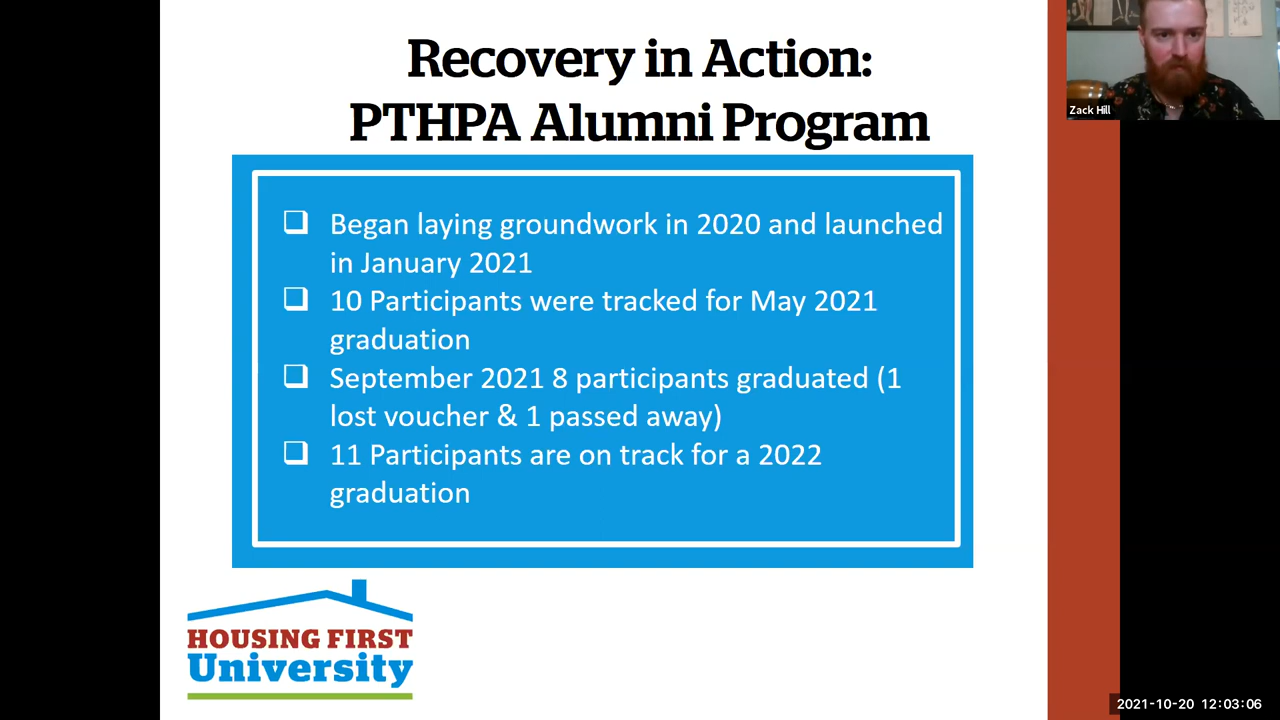 Recovery in Action:
PTHPA Alumni Program
Zack Hill
❑ Began laying groundwork in 2020 and launched
in January 2021
❑ 10 Participants were tracked for May 2021
graduation
❑ September 2021 8 participants graduated (1
lost voucher & 1 passed away)
❑ 11 Participants are on track for a 2022
graduation
HOUSING FIRST
University
2021-10-20 12:03:06